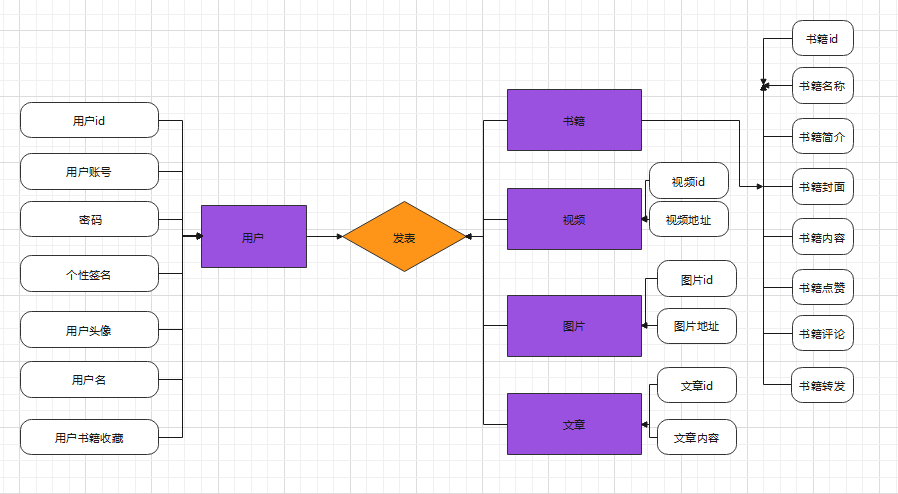 用户id
用户账号
密码
个性签名
用户头像
用户名
用户书籍收藏
用户
发表
书籍
视频
图片
文章
视频id
视频地址
图片id
图片地址
文章id
文章内容
书籍id
书籍名称
书籍简介
书籍封面
书籍内容
书籍点赞
书籍评论
书籍转发